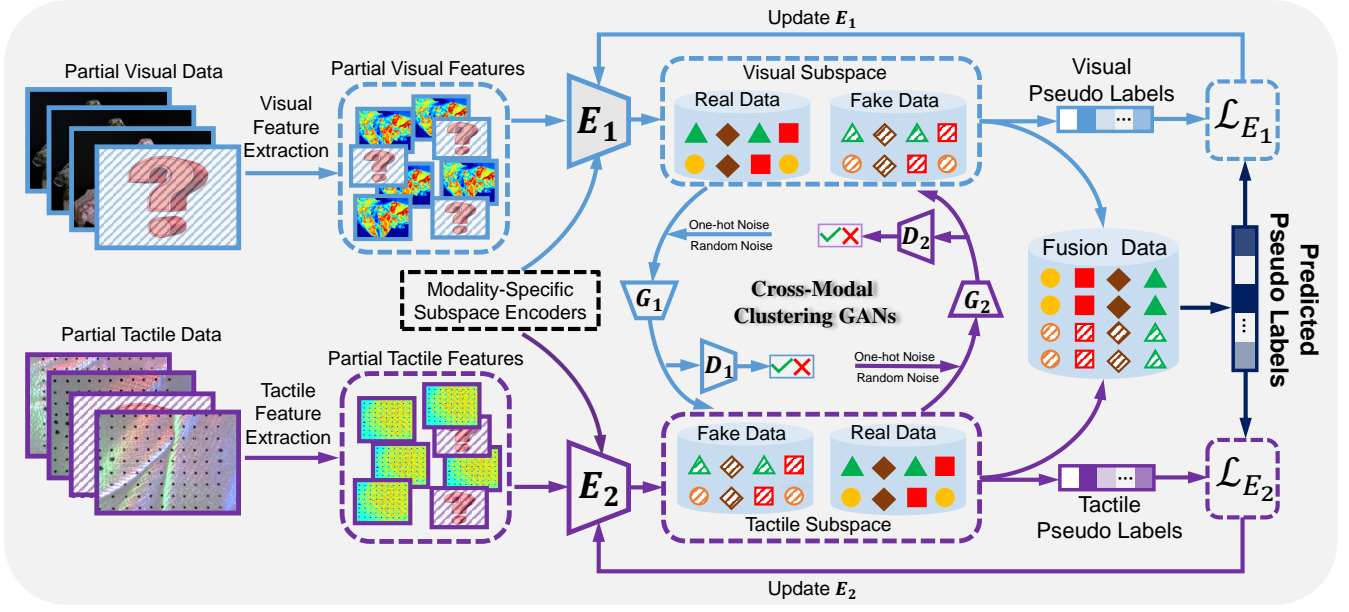 Update E₁
Partial Visual Data
Visual
Feature
Extraction
Partial Visual Features
E₁
Visual Subspace
Real Data
Fake Data
Visual
Pseudo Labels
...
ℒ_E₁
One-hot Noise
Random Noise
D₂
G₁
Cross-Modal
Clustering GANs
G₂
Fusion Data
Predicted
Pseudo Labels
...
Modality-Specific
Subspace Encoders
D₁
One-hot Noise
Random Noise
Partial Tactile Data
Tactile
Feature
Extraction
Partial Tactile Features
E₂
Fake Data
Real Data
Tactile Subspace
...
Tactile
Pseudo Labels
ℒ_E₂
Update E₂
?
?
?
?
?
?